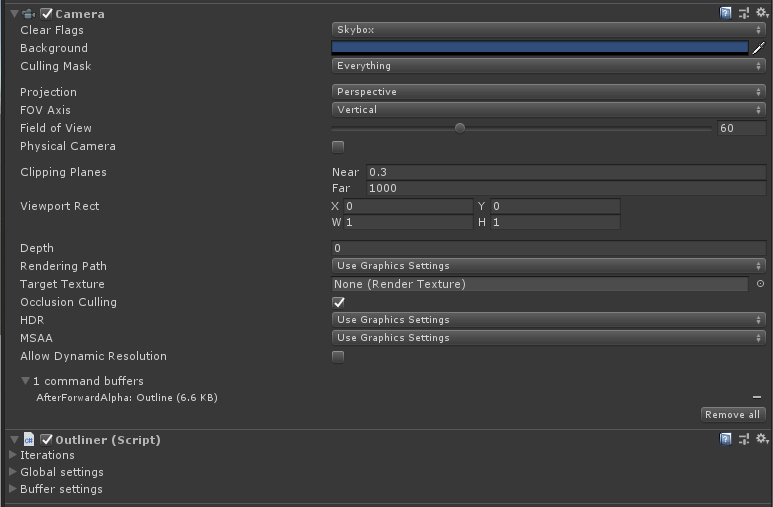 Camera
Clear Flags Skybox
Background
Culling Mask Everything
Projection Perspective
FOV Axis Vertical
Field of View 60
Physical Camera
Clipping Planes Near 0.3
Far 1000
Viewport Rect X 0 Y 0
W 1 H 1
Depth 0
Rendering Path Use Graphics Settings
Target Texture None (Render Texture)
Occlusion Culling
HDR Use Graphics Settings
MSAA Use Graphics Settings
Allow Dynamic Resolution
1 command buffers
AfterForwardAlpha: Outline (6.6 KB)
Remove all
Outliner (Script)
Iterations
Global settings
Buffer settings